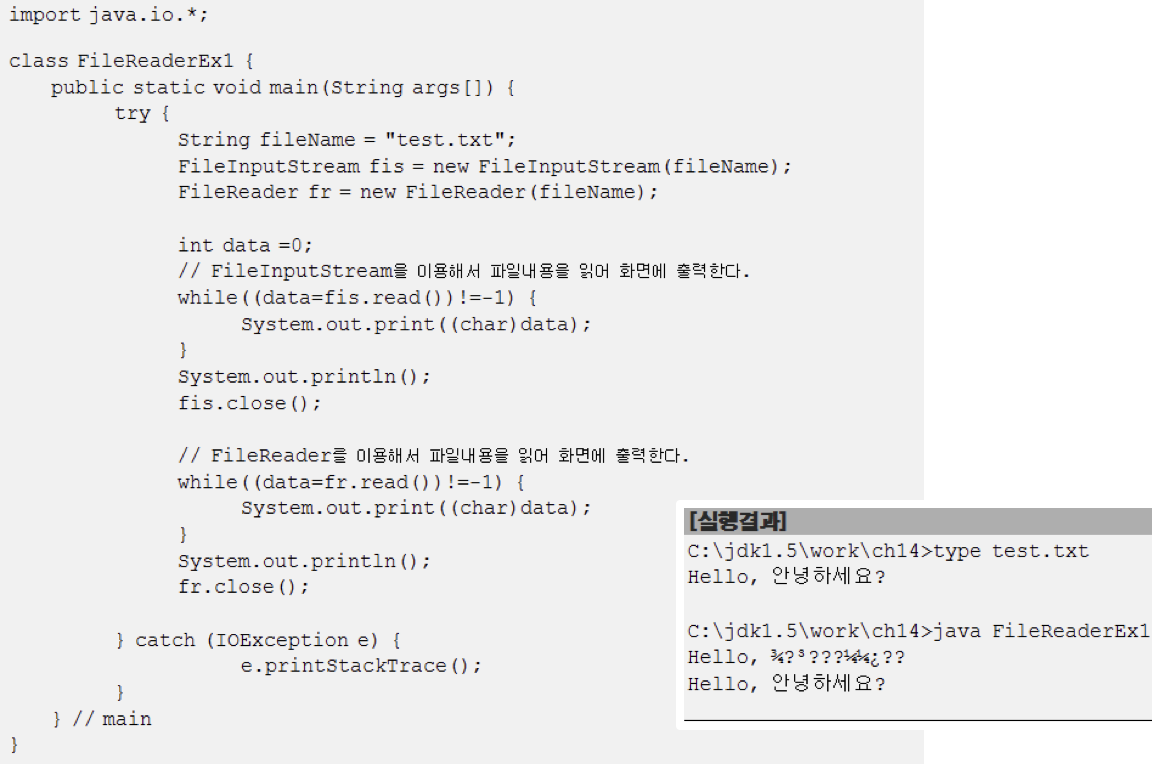 import java.io.*;
class FileReaderEx1 {
public static void main(String args[]) {
try {
String fileName = "test.txt";
FileInputStream fis = new FileInputStream(fileName);
FileReader fr = new FileReader(fileName);
int data =0;
// FileInputStream을 이용해서 파일내용을 읽어 화면에 출력한다.
while((data=fis.read())!=-1) {
System.out.print((char)data);
}
System.out.println();
fis.close();
// FileReader를 이용해서 파일내용을 읽어 화면에 출력한다.
while((data=fr.read())!=-1) {
System.out.print((char)data);
}
System.out.println();
fr.close();
} catch (IOException e) {
e.printStackTrace();
}
} // main
}
[실행결과]
C:\jdk1.5\work\ch14>type test.txt
Hello, 안녕하세요?
C:\jdk1.5\work\ch14>java FileReaderEx1
Hello, ¾?³???¼¼¿??
Hello, 안녕하세요?